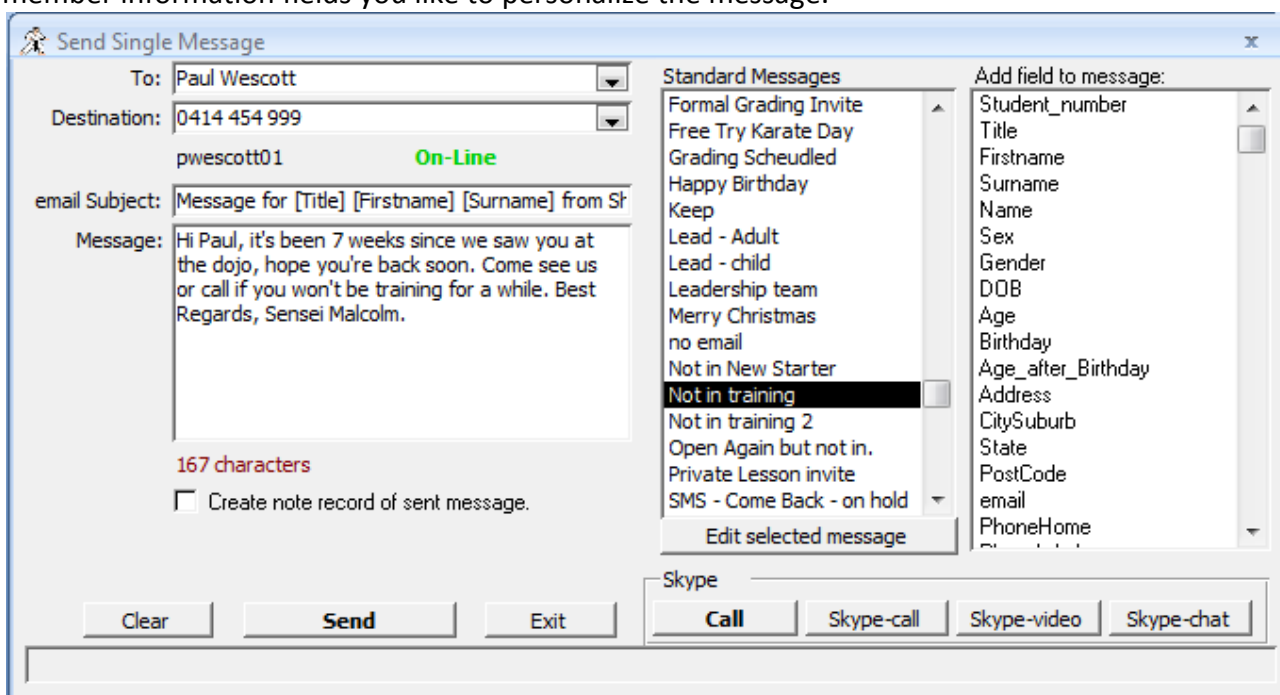 member information fields you like to personalize the message.
Send Single Message
x
To: Paul Wescott
Destination: 0414 454 999
pwescott01 On-Line
email Subject: Message for [Title] [Firstname] [Surname] from Sh
Message: Hi Paul, it's been 7 weeks since we saw you at
the dojo, hope you're back soon. Come see us
or call if you won't be training for a while. Best
Regards, Sensei Malcolm.
167 characters
Create note record of sent message.
Clear
Send
Exit
Standard Messages
Formal Grading Invite
Free Try Karate Day
Grading Scheudled
Happy Birthday
Keep
Lead - Adult
Lead - child
Leadership team
Merry Christmas
no email
Not in New Starter
Not in training
Not in training 2
Open Again but not in.
Private Lesson invite
SMS - Come Back - on hold
Edit selected message
Add field to message:
Student_number
Title
Firstname
Surname
Name
Sex
Gender
DOB
Age
Birthday
Age_after_Birthday
Address
CitySuburb
State
PostCode
email
PhoneHome
Skype
Call
Skype-call
Skype-video
Skype-chat